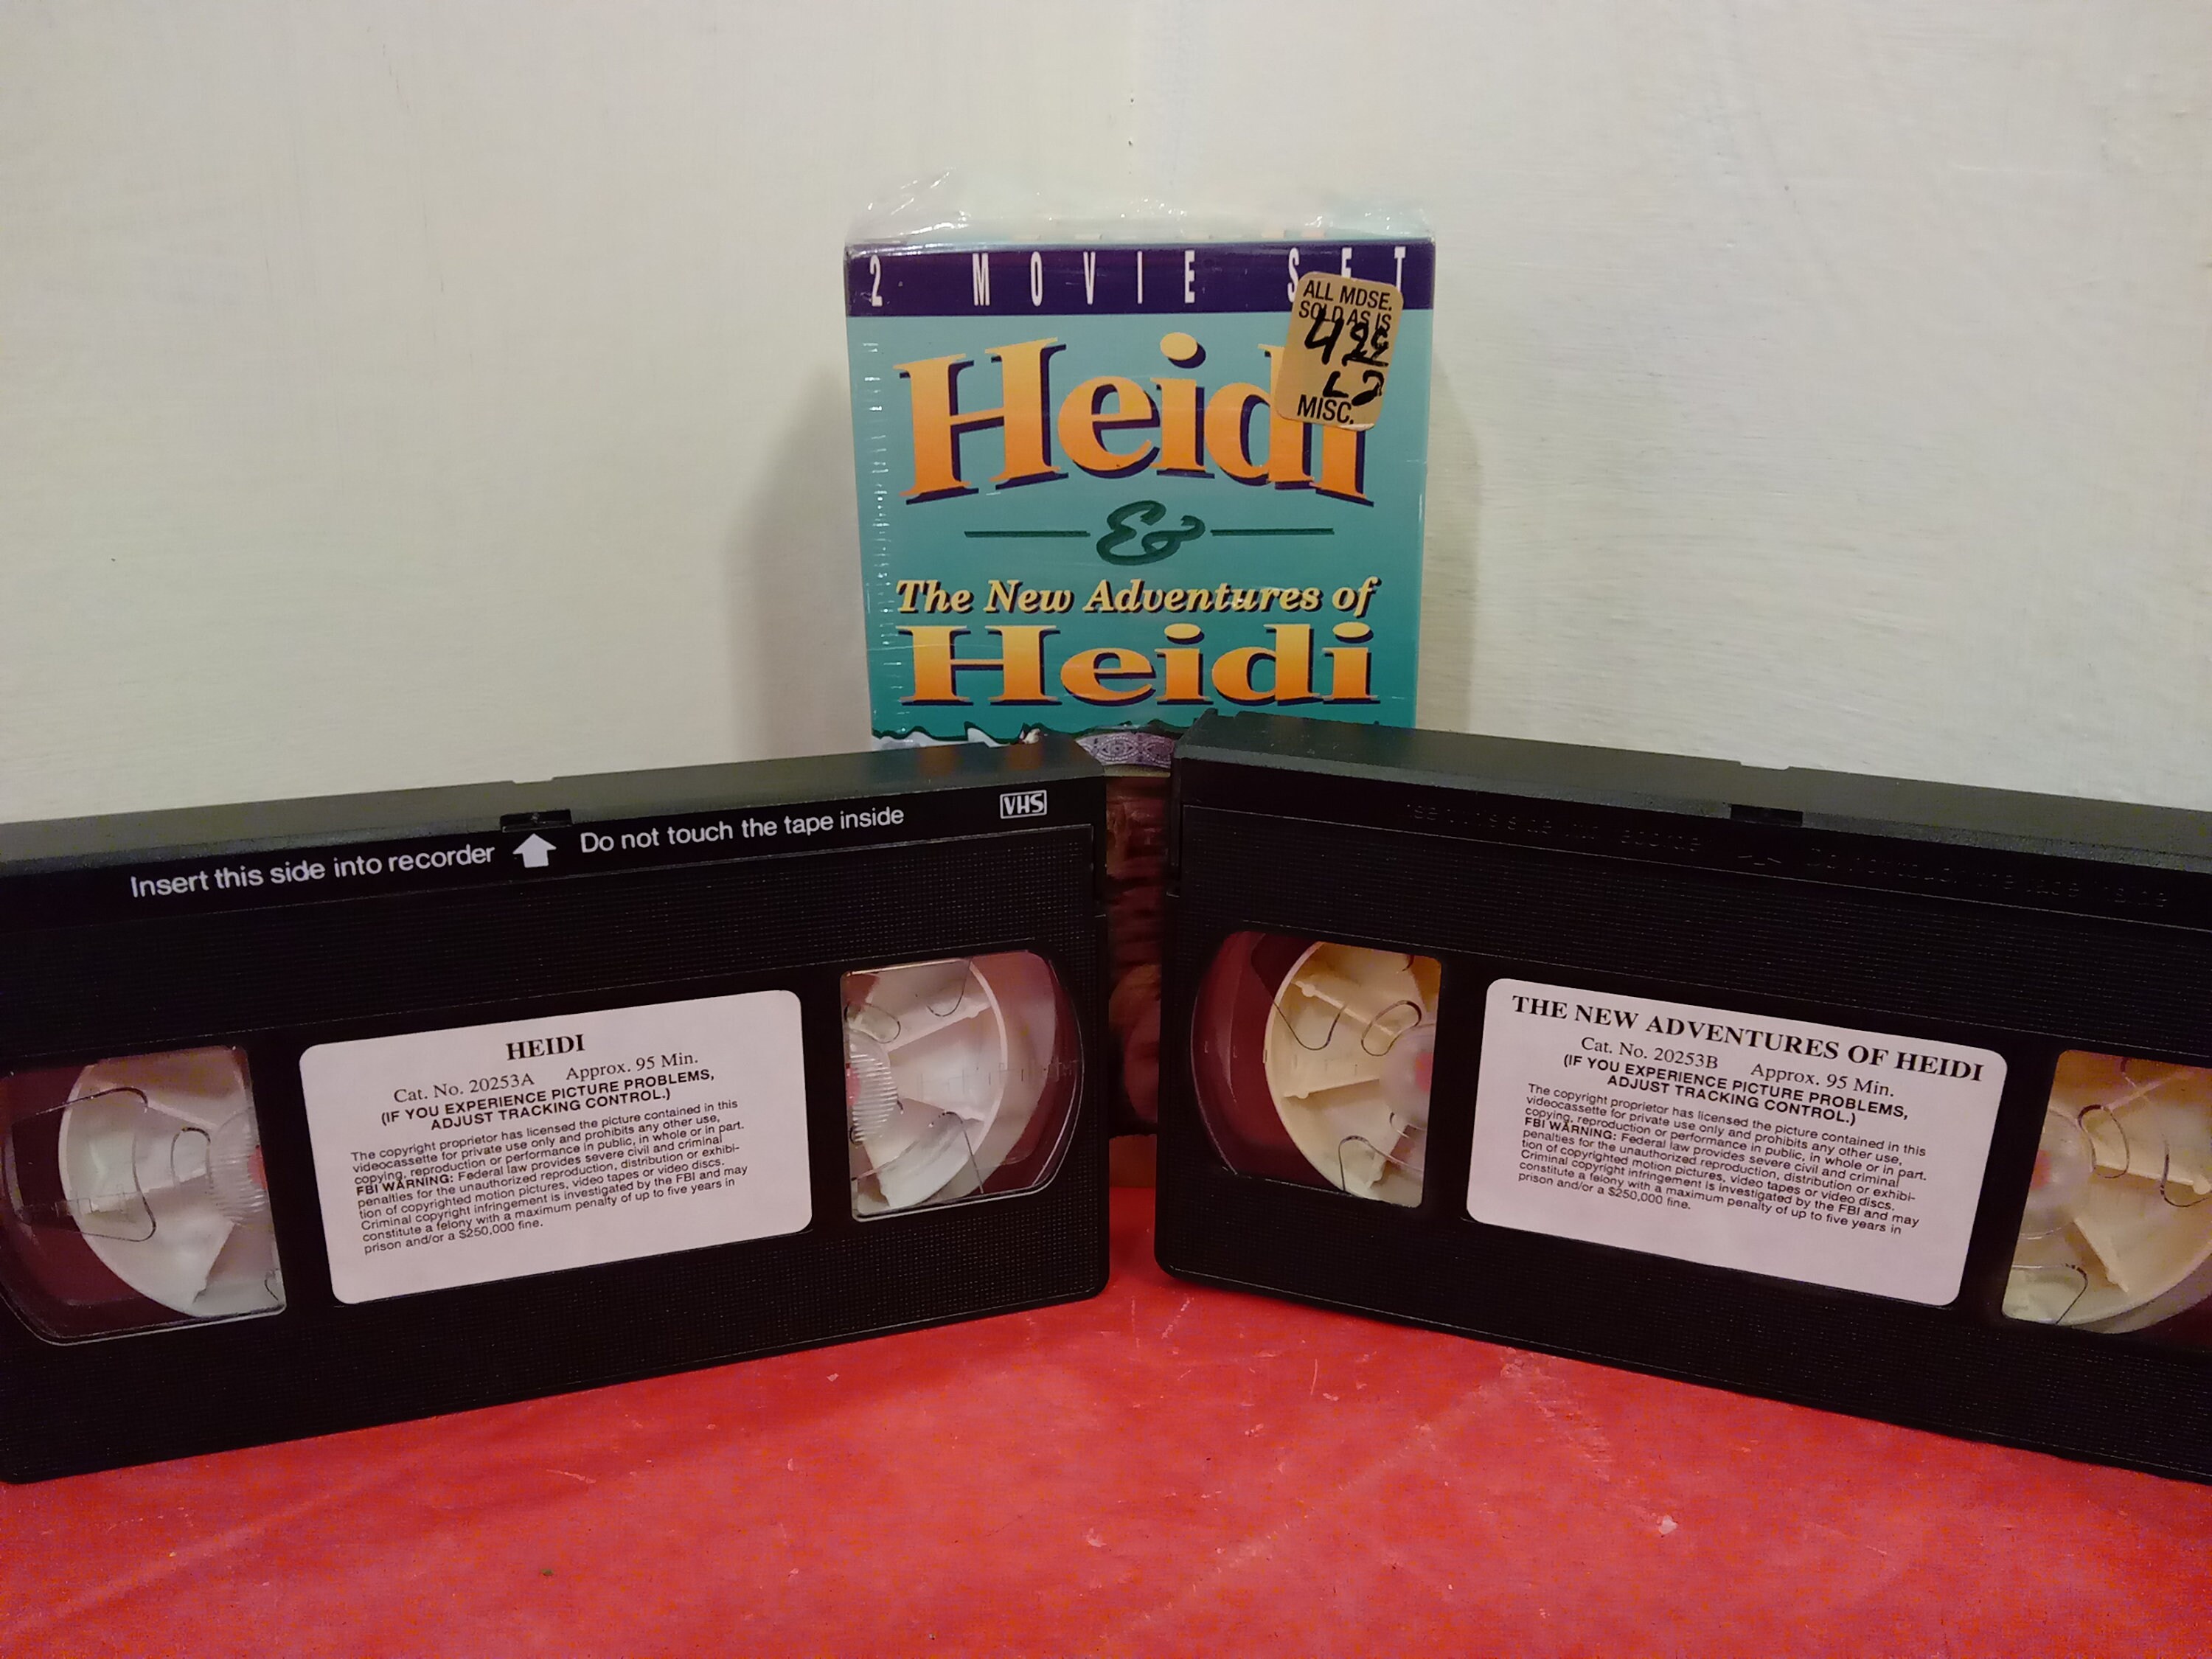 2 MOVIE SET
ALL MDSE.
SOLD AS IS
MISC.
Heidi
&
The New Adventures of
Heidi
Insert this side into recorder Do not touch the tape inside VHS
HEIDI
Cat. No. 20253A Approx. 95 Min.
(IF YOU EXPERIENCE PICTURE PROBLEMS,
ADJUST TRACKING CONTROL.)
The copyright proprietor has licensed the picture contained in this
videocassette for private use only and prohibits any other use,
copying, reproduction or performance in public, in whole or in part.
FBI WARNING: Federal law provides severe civil and criminal
penalties for the unauthorized reproduction, distribution or exhibi-
tion of copyrighted motion pictures, video tapes or video discs.
Criminal copyright infringement is investigated by the FBI and may
constitute a felony with a maximum penalty of up to five years in
prison and/or a $250,000 fine.
THE NEW ADVENTURES OF HEIDI
Cat. No. 20253B Approx. 95 Min.
(IF YOU EXPERIENCE PICTURE PROBLEMS,
ADJUST TRACKING CONTROL.)
The copyright proprietor has licensed the picture contained in this
videocassette for private use only and prohibits any other use,
copying, reproduction or performance in public, in whole or in part.
FBI WARNING: Federal law provides severe civil and criminal
penalties for the unauthorized reproduction, distribution or exhibi-
tion of copyrighted motion pictures, video tapes or video discs.
Criminal copyright infringement is investigated by the FBI and may
constitute a felony with a maximum penalty of up to five years in
prison and/or a $250,000 fine.